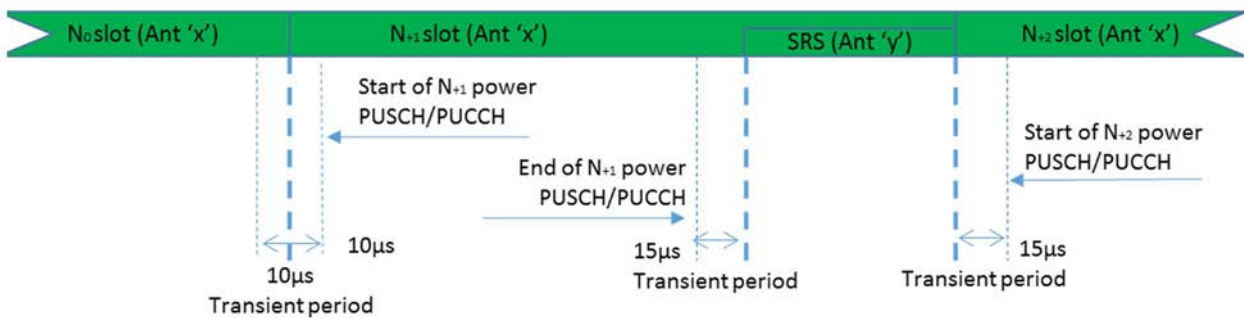 N₀ slot (Ant ‘x’)
N₊₁ slot (Ant ‘x’)
SRS (Ant ‘y’)
N₊₂ slot (Ant ‘x’)
Start of N₊₁ power
PUSCH/PUCCH
End of N₊₁ power
PUSCH/PUCCH
Start of N₊₂ power
PUSCH/PUCCH
10µs
10µs
Transient period
15µs
Transient period
15µs
Transient period